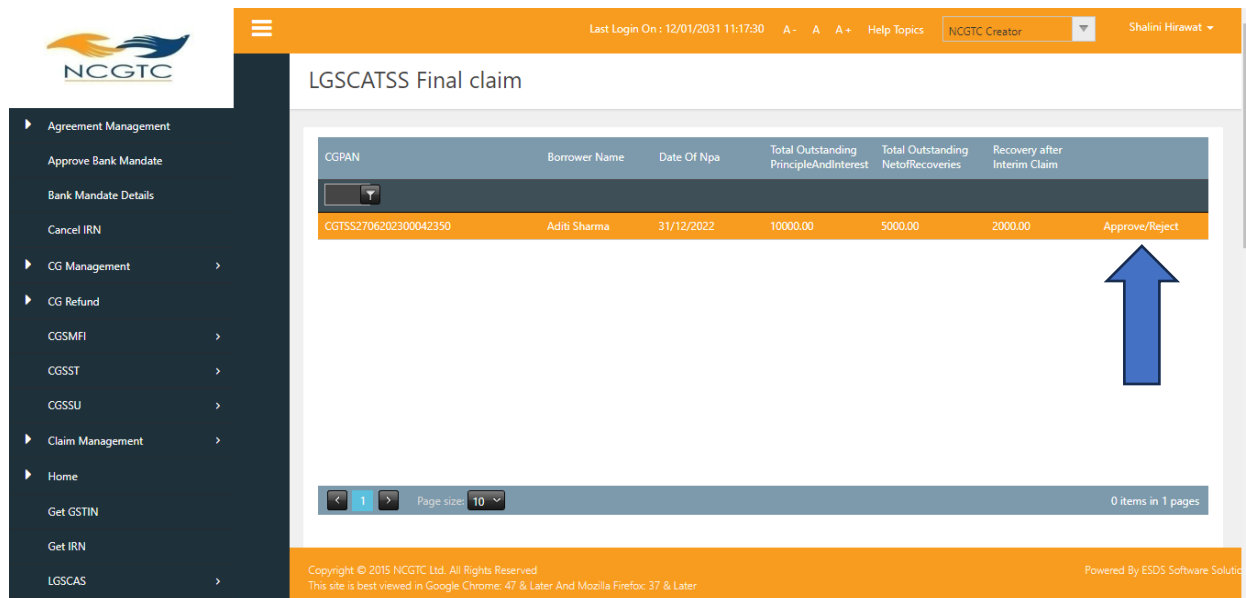 Last Login On : 12/01/2031 11:17:30 A- A A+ Help Topics NCGTC Creator Shalini Hirawat
NCGTC
LGSCATSS Final claim
Agreement Management
Approve Bank Mandate
Bank Mandate Details
Cancel IRN
CG Management
CG Refund
CGSMFI
CGSST
CGSSU
Claim Management
Home
Get GSTIN
Get IRN
LGSCAS
CGPAN Borrower Name Date Of Npa Total Outstanding PrincipleAndInterest Total Outstanding NetofRecoveries Recovery after Interim Claim
CGTSS2706202300042350 Aditi Sharma 31/12/2022 10000.00 5000.00 2000.00 Approve/Reject
1 Page size: 10 0 items in 1 pages
Copyright © 2015 NCGTC Ltd. All Rights Reserved Powered By ESDS Software
This site is best viewed in Google Chrome: 47 & Later And Mozilla Firefox: 37 & Later